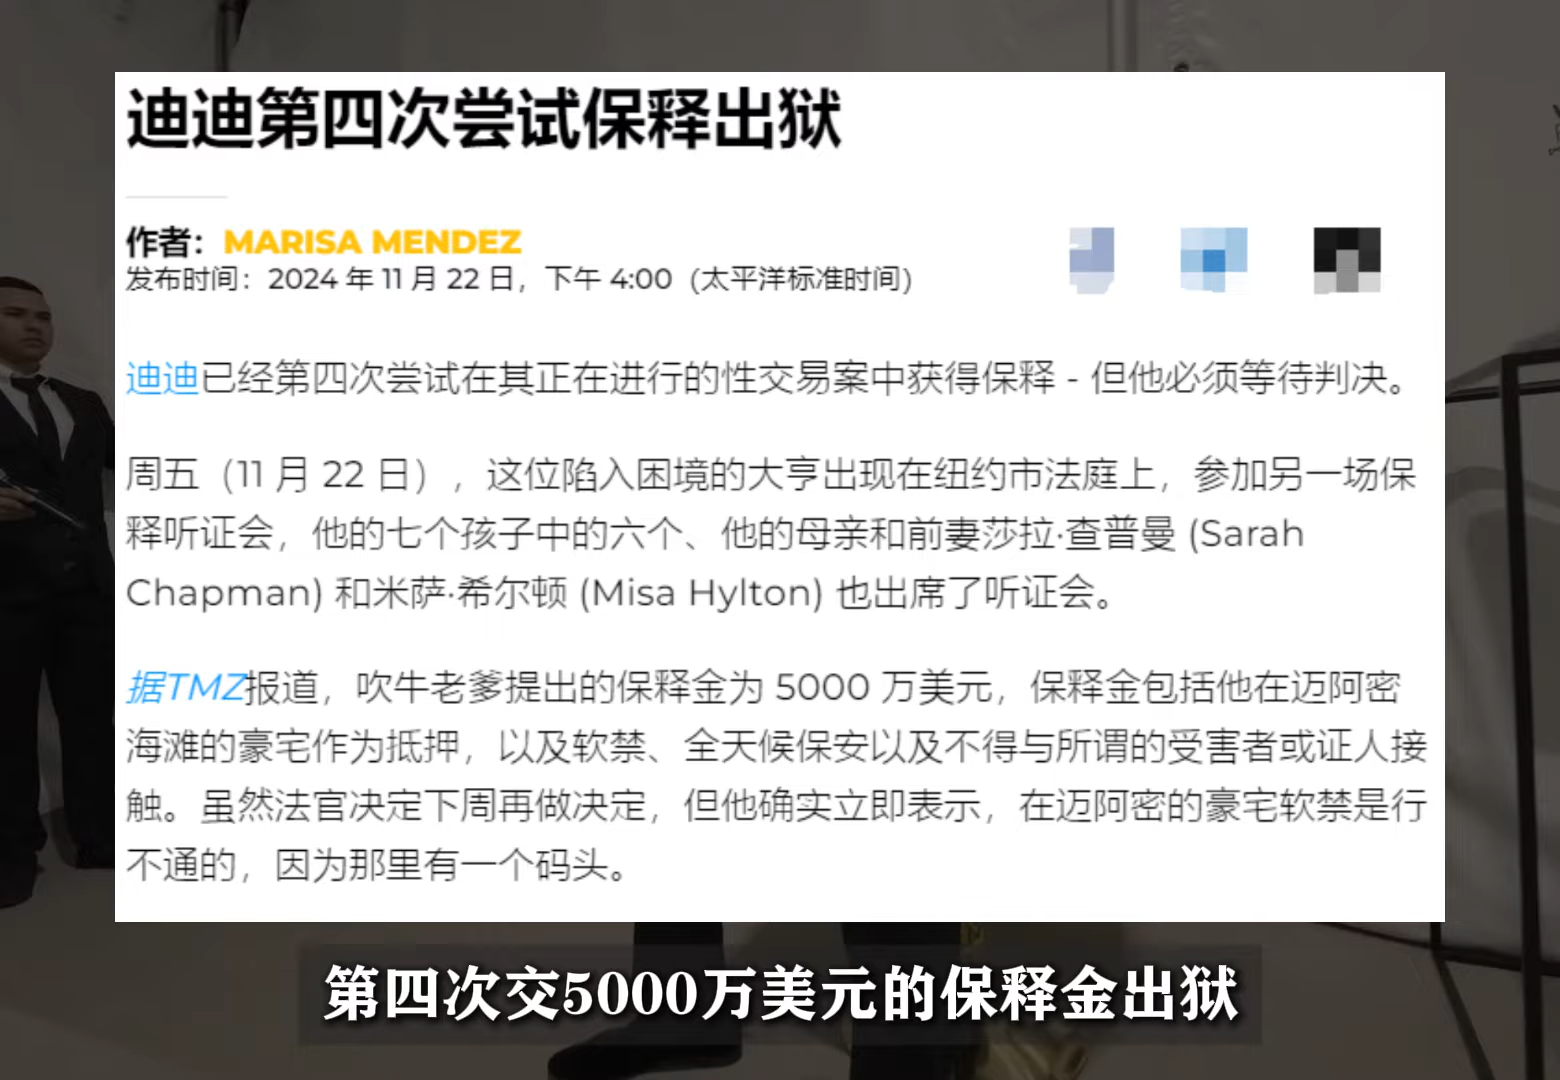 迪迪第四次尝试保释出狱
作者：MARISA MENDEZ
发布时间：2024 年 11 月 22 日，下午 4:00（太平洋标准时间）
迪迪已经第四次尝试在其正在进行的性交易案中获得保释 - 但他必须等待判决。
周五（11 月 22 日），这位陷入困境的大亨出现在纽约市法庭上，参加另一场保
释听证会，他的七个孩子中的六个、他的母亲和前妻莎拉·查普曼 (Sarah
Chapman) 和米萨·希尔顿 (Misa Hylton) 也出席了听证会。
据TMZ报道，吹牛老爹提出的保释金为 5000 万美元，保释金包括他在迈阿密
海滩的豪宅作为抵押，以及软禁、全天候保安以及不得与所谓的受害者或证人接
触。虽然法官决定下周再做决定，但他确实立即表示，在迈阿密的豪宅软禁是行
不通的，因为那里有一个码头。
第四次交5000万美元的保释金出狱